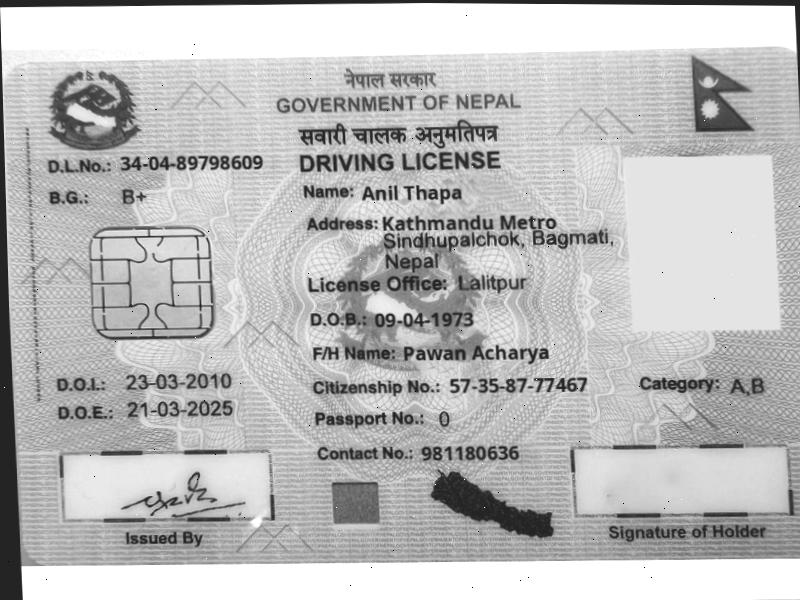 नेपाल सरकार
GOVERNMENT OF NEPAL
सवारी चालक अनुमतिपत्र
DRIVING LICENSE
D.L.No.: 34-04-89798609
B.G.: B+
Name: Anil Thapa
Address: Kathmandu Metro
Sindhupalchok, Bagmati,
Nepal
License Office: Lalitpur
D.O.B.: 09-04-1973
F/H Name: Pawan Acharya
D.O.I.: 23-03-2010
Citizenship No.: 57-35-87-77467
Category: A,B
D.O.E.: 21-03-2025
Passport No.: 0
Contact No.: 981180636
Issued By
Signature of Holder